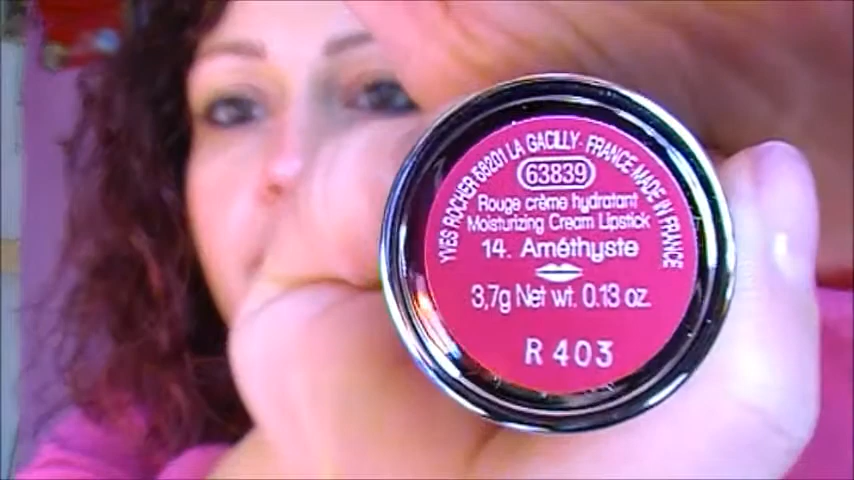 YVES ROCHER 58201 LA GACILLY - FRANCE MADE IN FRANCE
63839
Rouge crème hydratant
Moisturizing Cream Lipstick
14. Améthyste
3,7g Net wt. 0.13 oz.
R 403